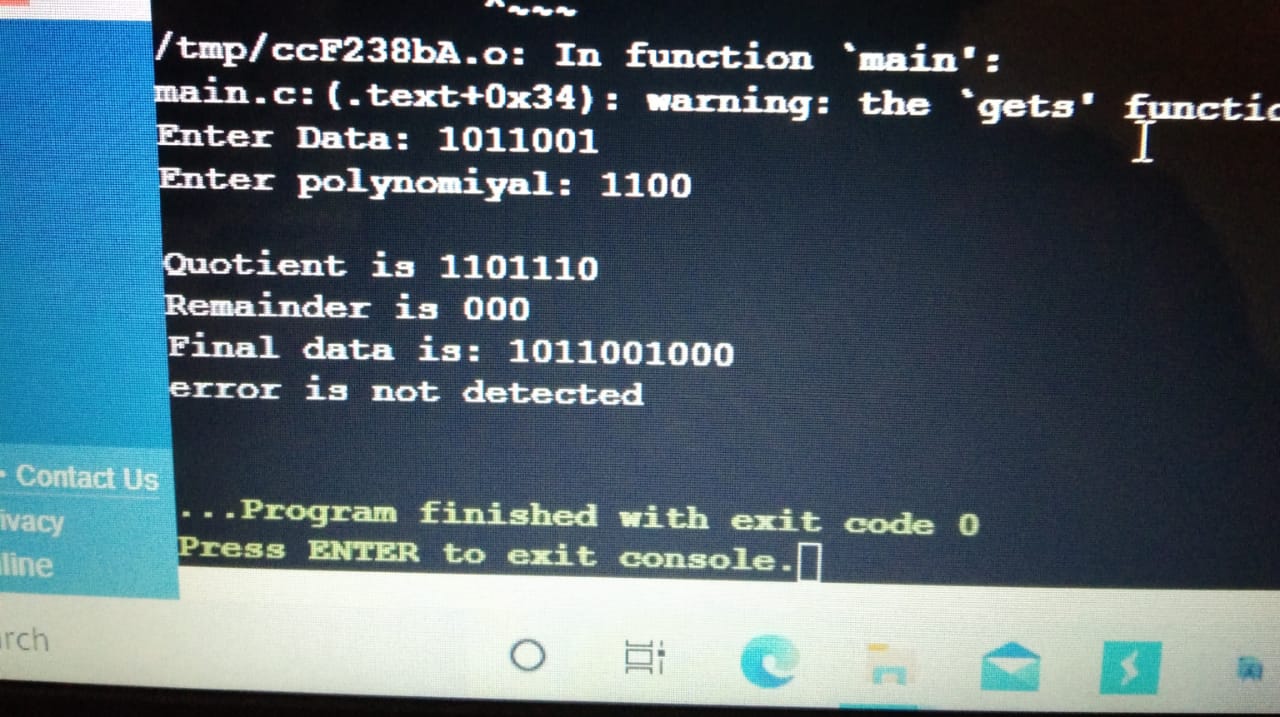 ^~~~
/tmp/ccF238bA.o: In function `main':
main.c:(.text+0x34): warning: the `gets' functio
Enter Data: 1011001
Enter polynomiyal: 1100
Quotient is 1101110
Remainder is 000
Final data is: 1011001000
error is not detected
...Program finished with exit code 0
Press ENTER to exit console.
• Contact Us
ivacy
line
rch